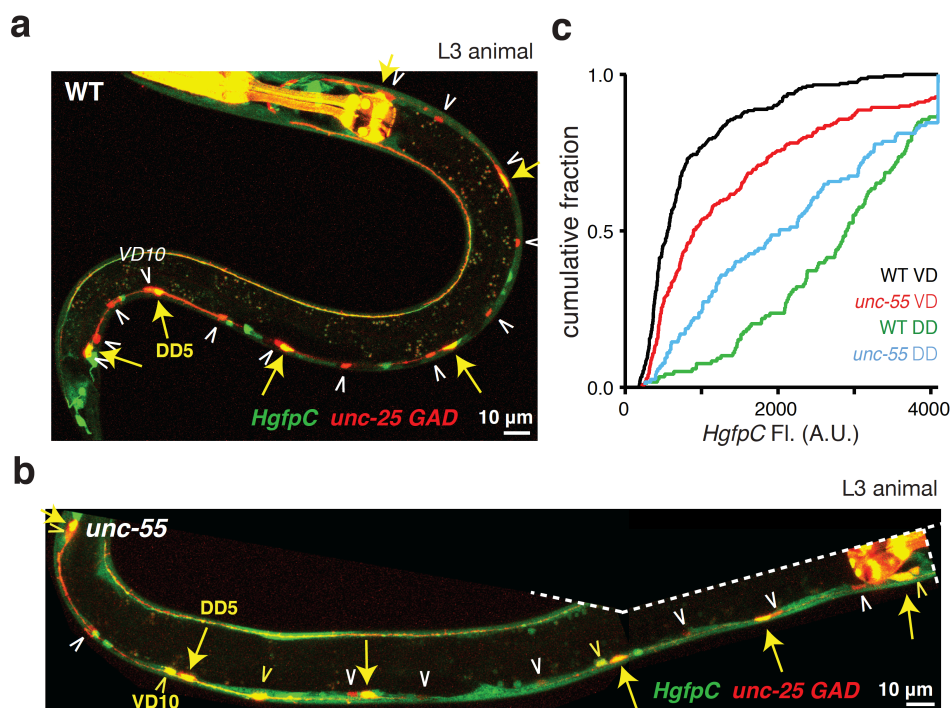 a
L3 animal
WT
VD10
DD5
HgfpC unc-25 GAD 10 µm
c
1.0
0.5
0.0
cumulative fraction
WT VD
unc-55 VD
WT DD
unc-55 DD
0 2000 4000
HgfpC Fl. (A.U.)
b
L3 animal
unc-55
DD5
VD10
HgfpC unc-25 GAD 10 µm